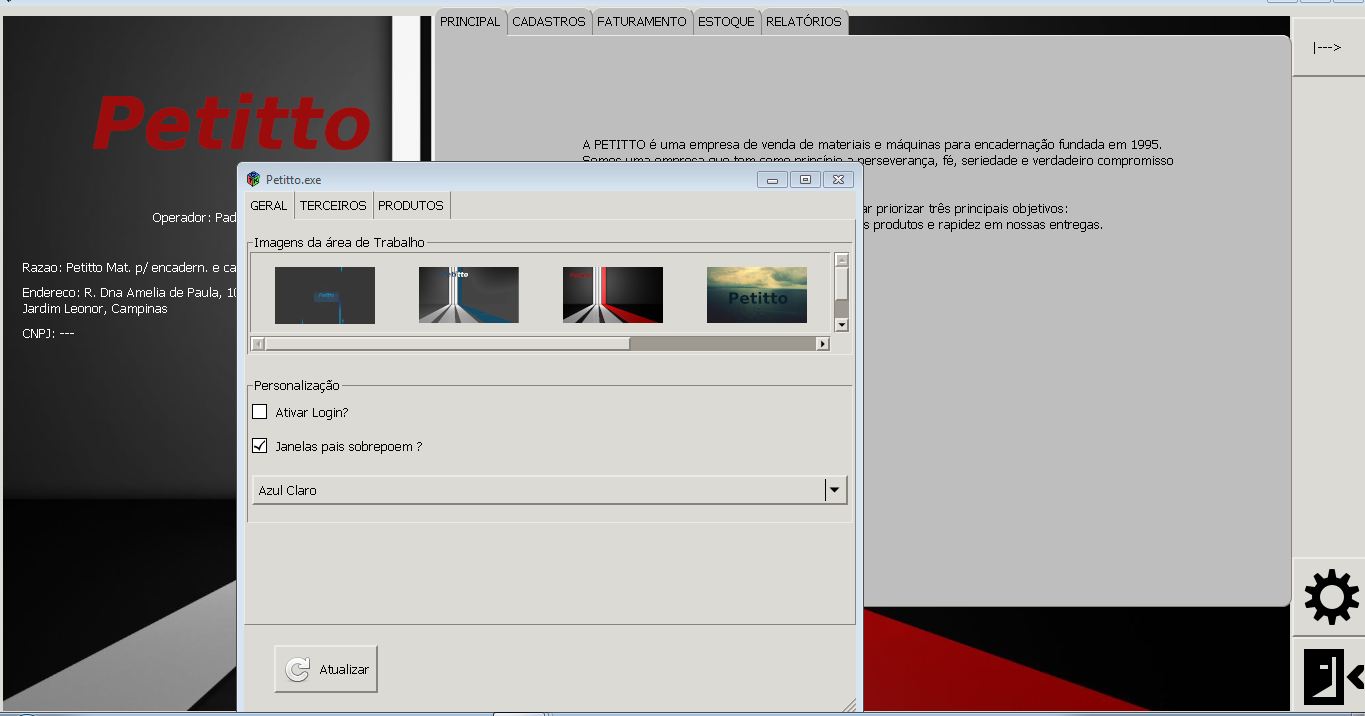 PRINCIPAL CADASTROS FATURAMENTO ESTOQUE RELATÓRIOS
|--->
Petitto
A PETITTO é uma empresa de venda de materiais e máquinas para encadernação fundada em 1995.
Somos uma empresa que tem como princípio a perseverança, fé, seriedade e verdadeiro compromisso
ar priorizar três principais objetivos:
s produtos e rapidez em nossas entregas.
Operador: Pad
Razao: Petitto Mat. p/ encadern. e ca
Endereco: R. Dna Amelia de Paula, 10
Jardim Leonor, Campinas
CNPJ: ---
Petitto.exe
GERAL TERCEIROS PRODUTOS
Imagens da área de Trabalho
Petitto
Petitto
Petitto
Petitto
Personalização
Ativar Login?
Janelas pais sobrepoem ?
Azul Claro
Atualizar